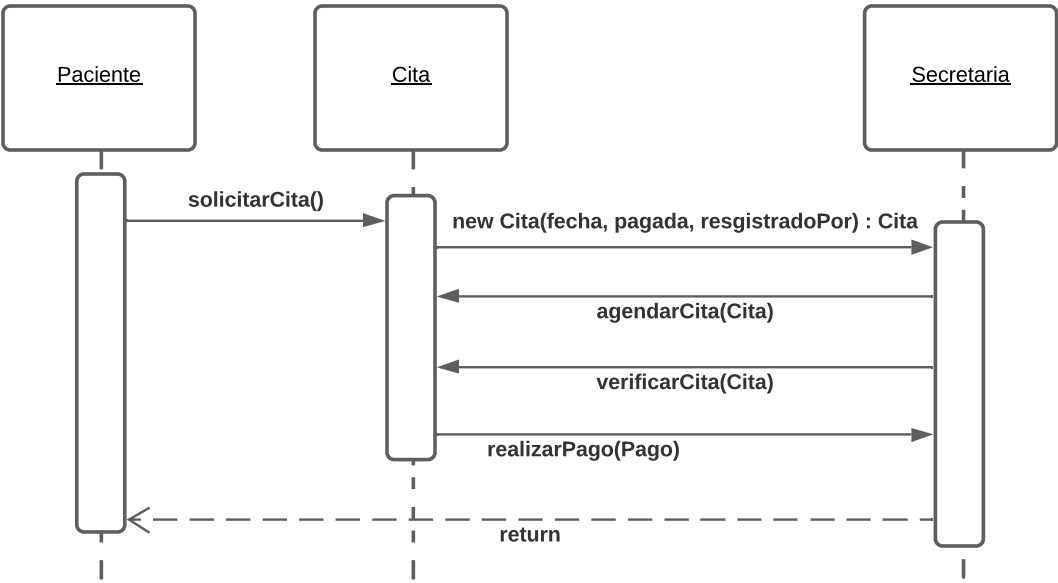 Paciente
Cita
Secretaria
solicitarCita()
new Cita(fecha, pagada, resgistradoPor) : Cita
agendarCita(Cita)
verificarCita(Cita)
realizarPago(Pago)
return